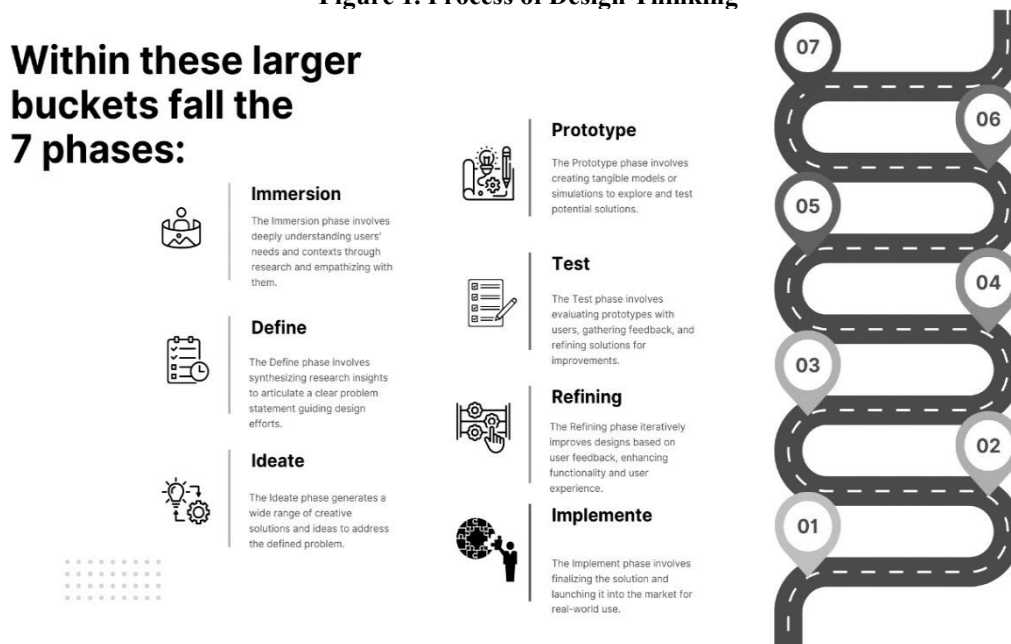 Figure 1. Process of Design Thinking
Within these larger
buckets fall the
7 phases:
Immersion
The Immersion phase involves
deeply understanding users'
needs and contexts through
research and empathizing with
them.
Define
The Define phase involves
synthesizing research insights
to articulate a clear problem
statement guiding design
efforts.
Ideate
The Ideate phase generates a
wide range of creative
solutions and ideas to address
the defined problem.
Prototype
The Prototype phase involves
creating tangible models or
simulations to explore and test
potential solutions.
Test
The Test phase involves
evaluating prototypes with
users, gathering feedback, and
refining solutions for
improvements.
Refining
The Refining phase iteratively
improves designs based on
user feedback, enhancing
functionality and user
experience.
Implemente
The Implement phase involves
finalizing the solution and
launching it into the market for
real-world use.
07
06
05
04
03
02
01